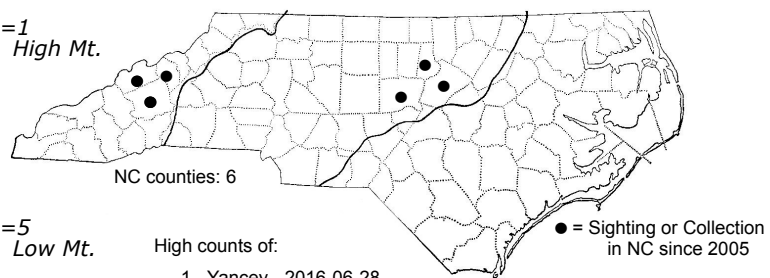 =1
High Mt.
NC counties: 6
=5
Low Mt.
High counts of:
● = Sighting or Collection
in NC since 2005
1 - Yancey - 2016-06-28